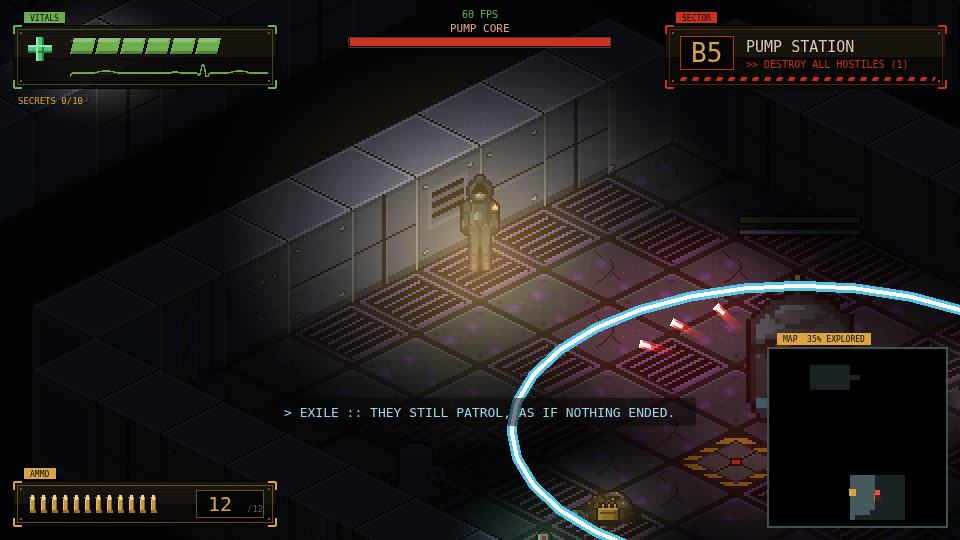 VITALS
SECRETS 0/10
60 FPS
PUMP CORE
SECTOR
B5
PUMP STATION
>> DESTROY ALL HOSTILES (1)
MAP 35% EXPLORED
> EXILE :: THEY STILL PATROL, AS IF NOTHING ENDED.
AMMO
12 /12